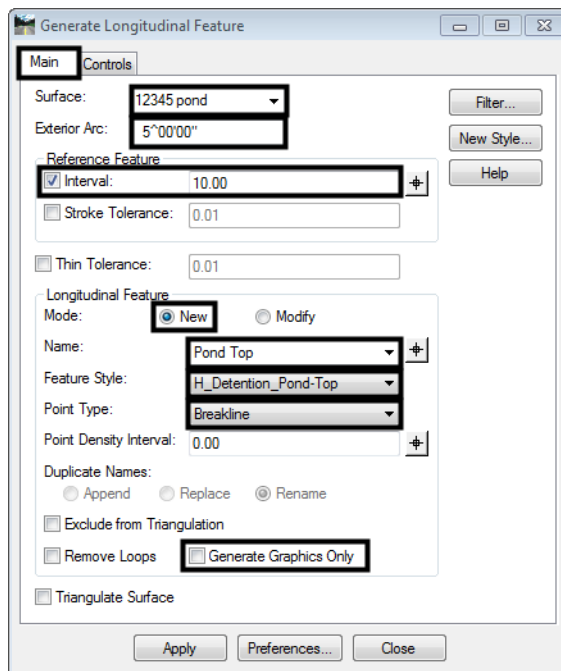 Generate Longitudinal Feature
Main Controls
Surface: 12345 pond Filter...
Exterior Arc: 5^00'00" New Style...
Reference Feature Help
Interval: 10.00
Stroke Tolerance: 0.01
Thin Tolerance: 0.01
Longitudinal Feature
Mode: New Modify
Name: Pond Top
Feature Style: H_Detention_Pond-Top
Point Type: Breakline
Point Density Interval: 0.00
Duplicate Names:
Append Replace Rename
Exclude from Triangulation
Remove Loops Generate Graphics Only
Triangulate Surface
Apply Preferences... Close